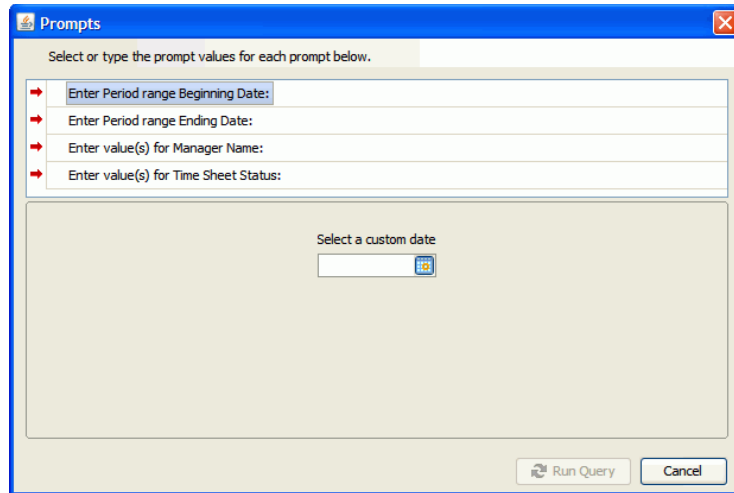 Prompts
Select or type the prompt values for each prompt below.
Enter Period range Beginning Date:
Enter Period range Ending Date:
Enter value(s) for Manager Name:
Enter value(s) for Time Sheet Status:
Select a custom date
Run Query Cancel